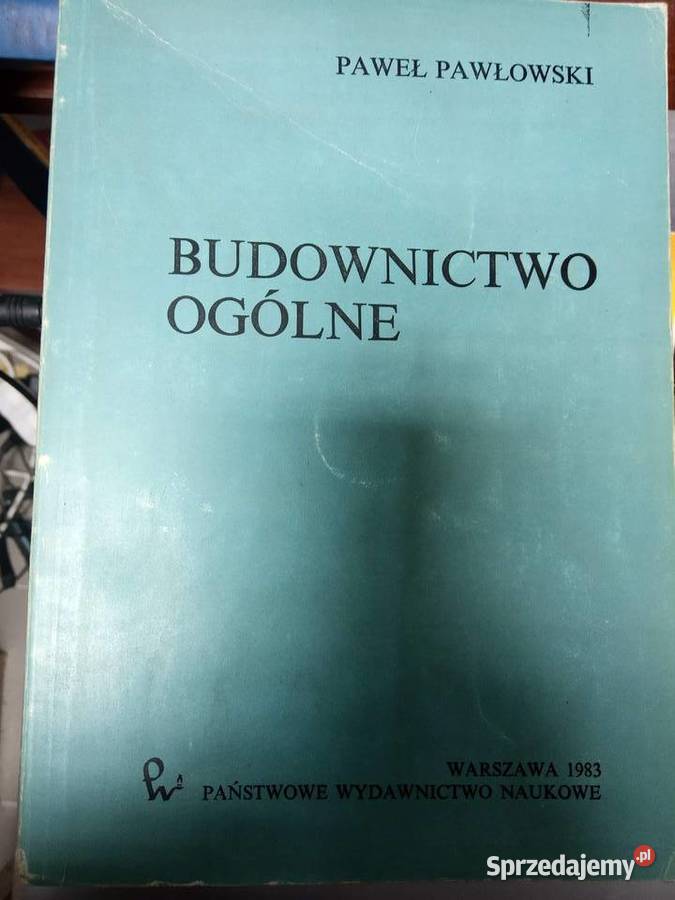 PAWEŁ PAWŁOWSKI
BUDOWNICTWO
OGÓLNE
WARSZAWA 1983
PAŃSTWOWE WYDAWNICTWO NAUKOWE
Sprzedajemy.pl